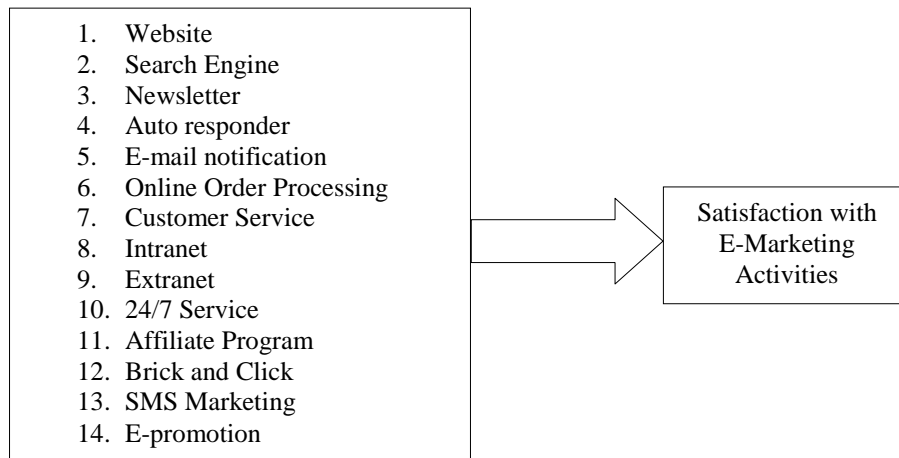 1. Website
2. Search Engine
3. Newsletter
4. Auto responder
5. E-mail notification
6. Online Order Processing
7. Customer Service
8. Intranet
9. Extranet
10. 24/7 Service
11. Affiliate Program
12. Brick and Click
13. SMS Marketing
14. E-promotion
Satisfaction with
E-Marketing
Activities